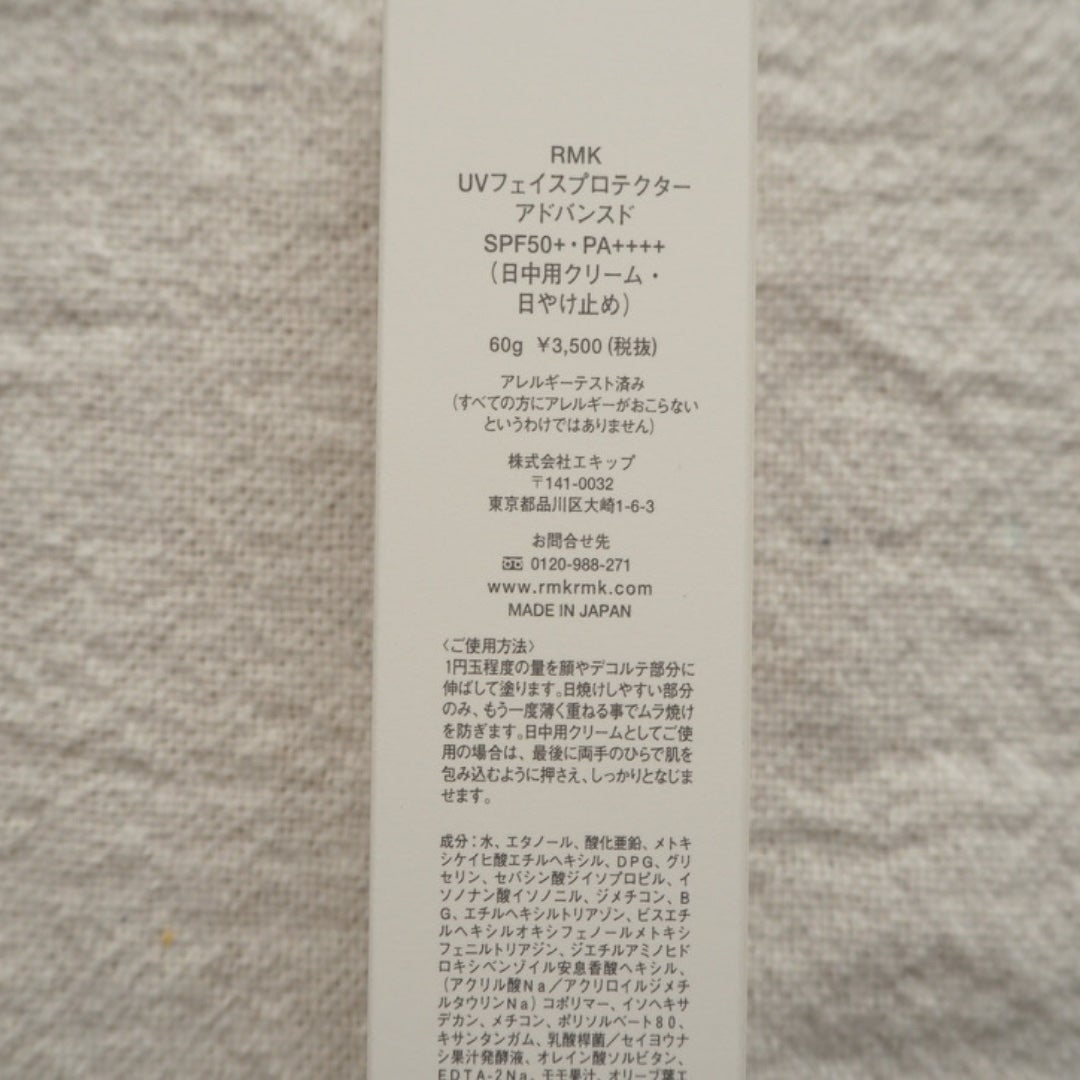 RMK
UVフェイスプロテクター
アドバンスド
SPF50+・PA++++
(日中用クリーム・
日やけ止め)
60g ¥3,500(税抜)
アレルギーテスト済み
(すべての方にアレルギーがおこらない
というわけではありません)
株式会社エキップ
〒141-0032
東京都品川区大崎1-6-3
お問合せ先
0120-988-271
www.rmkrmk.com
MADE IN JAPAN
〈ご使用方法〉
1円玉程度の量を顔やデコルテ部分に
伸ばして塗ります。日焼けしやすい部分
のみ、もう一度薄く重ねる事でムラ焼け
を防ぎます。日中用クリームとしてご使
用の場合は、最後に両手のひらで肌を
包み込むように押さえ、しっかりとなじま
せます。
成分:水、エタノール、酸化亜鉛、メトキ
シケイヒ酸エチルヘキシル、DPG、グリ
セリン、セバシン酸ジイソプロピル、イ
ソノナン酸イソノニル、ジメチコン、B
G、エチルヘキシルトリアゾン、ビスエチ
ルヘキシルオキシフェノールメトキシ
フェニルトリアジン、ジエチルアミノヒド
ロキシベンゾイル安息香酸ヘキシル、
(アクリル酸Na/アクリロイルジメチ
ルタウリンNa)コポリマー、イソヘキサ
デカン、メチコン、ポリソルベート80、
キサンタンガム、乳酸桿菌/セイヨウナ
シ果汁発酵液、オレイン酸ソルビタン、
EDTA-2Na、モモ果汁、オリーブ葉エ